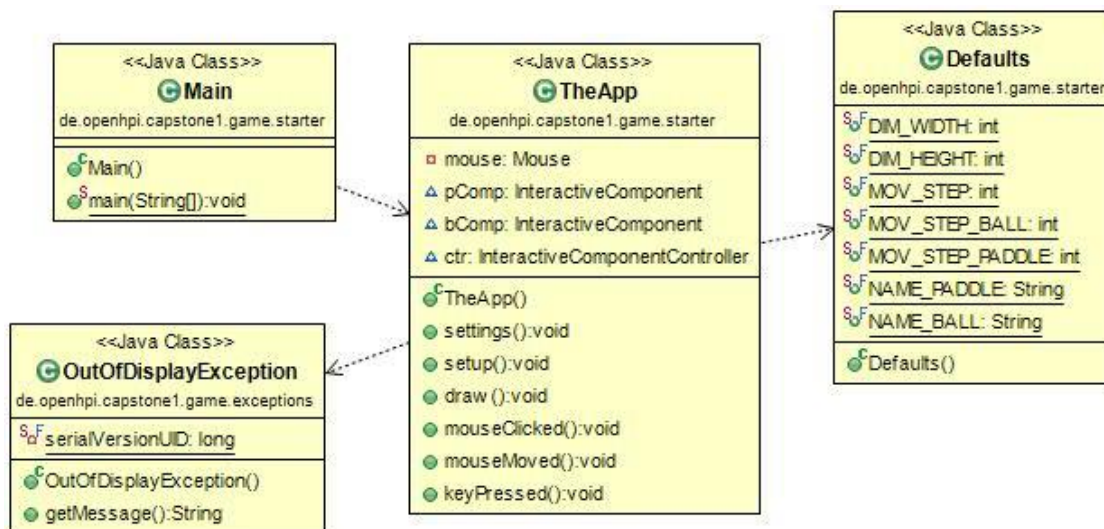 <<Java Class>>
Main
de.openhpi.capstone1.game.starter
Main()
main(String[]):void
<<Java Class>>
TheApp
de.openhpi.capstone1.game.starter
mouse: Mouse
pComp: InteractiveComponent
bComp: InteractiveComponent
ctr: InteractiveComponentController
TheApp()
settings():void
setup():void
draw():void
mouseClicked():void
mouseMoved():void
keyPressed():void
<<Java Class>>
Defaults
de.openhpi.capstone1.game.starter
DIM_WIDTH: int
DIM_HEIGHT: int
MOV_STEP: int
MOV_STEP_BALL: int
MOV_STEP_PADDLE: int
NAME_PADDLE: String
NAME_BALL: String
Defaults()
<<Java Class>>
OutOfDisplayException
de.openhpi.capstone1.game.exceptions
serialVersionUID: long
OutOfDisplayException()
getMessage():String